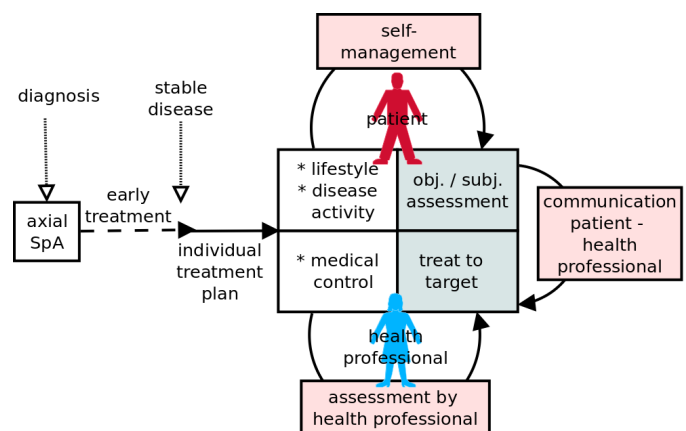 self-
management
diagnosis
stable
disease
patient
* lifestyle
* disease
activity
obj. / subj.
assessment
early
treatment
axial
SpA
communication
patient -
health
professional
individual
treatment
plan
* medical
control
treat to
target
health
professional
assessment by
health professional